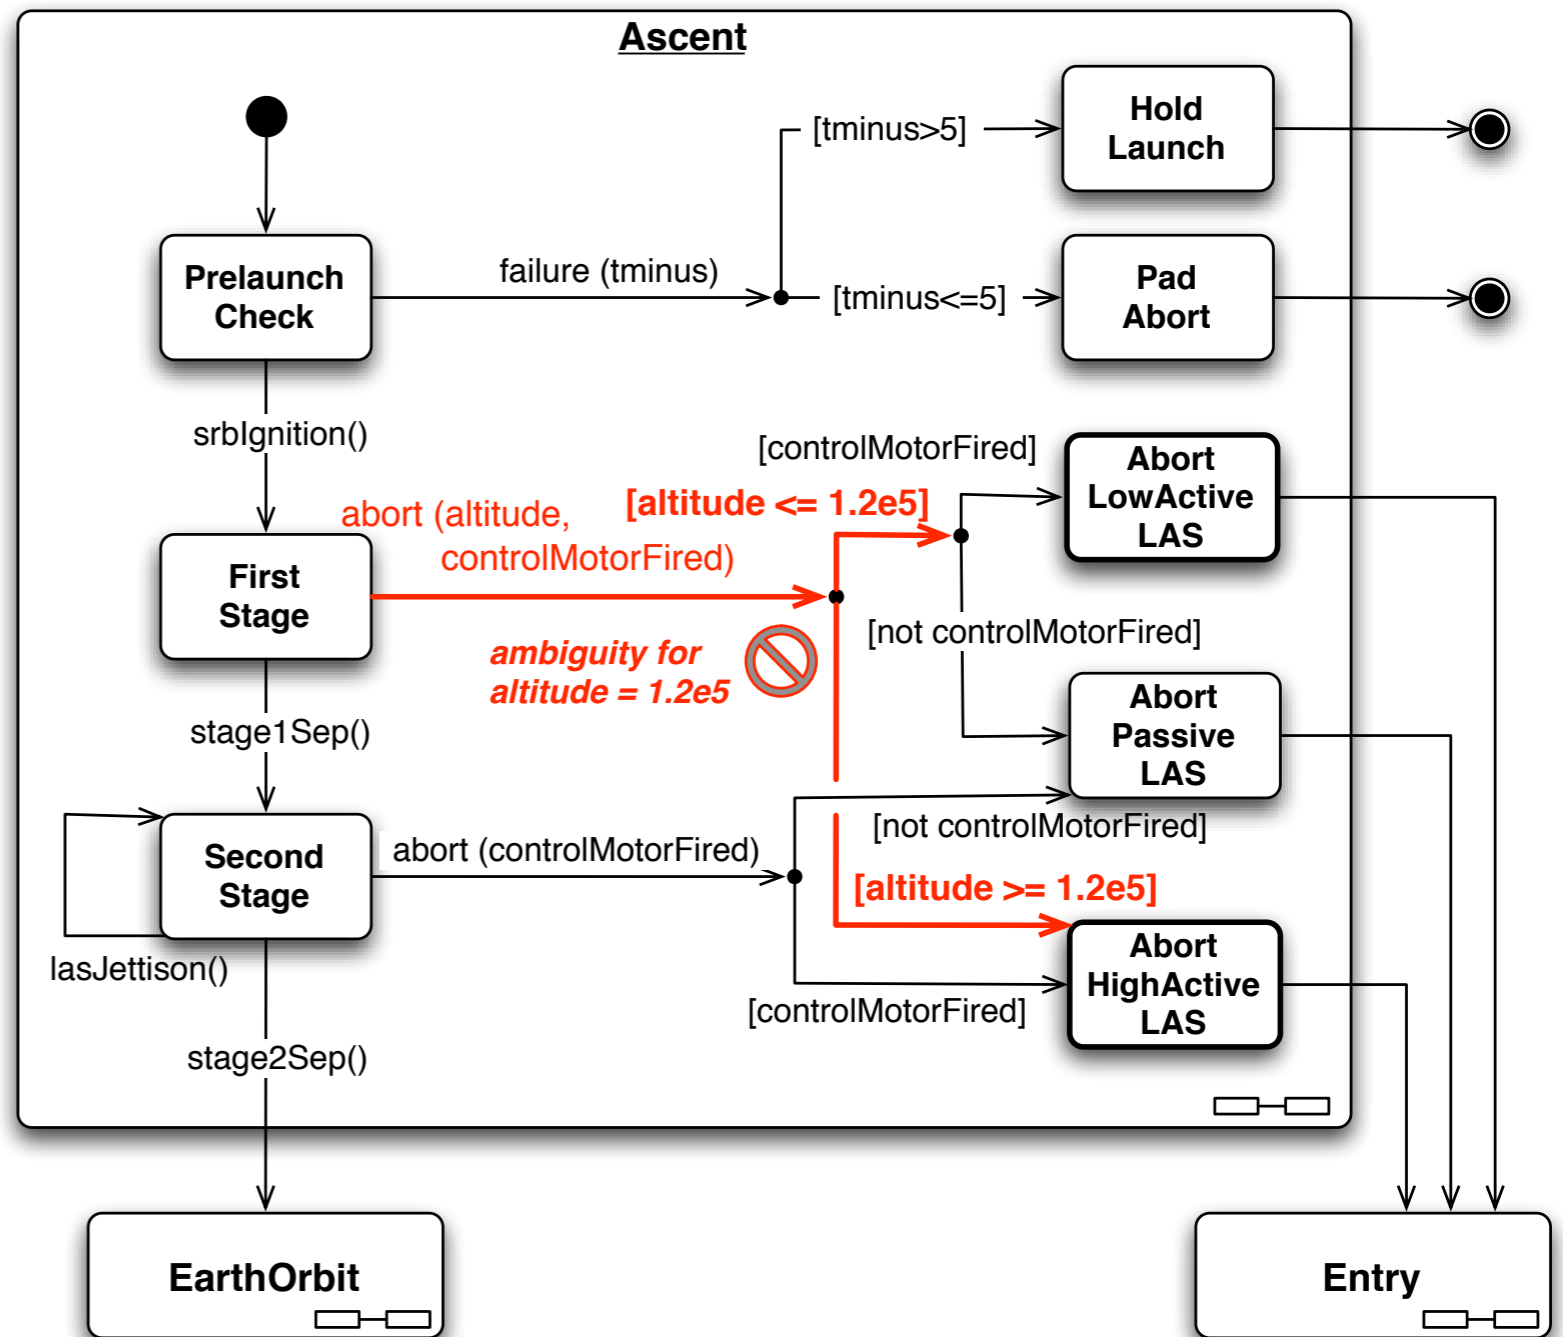 Ascent
[tminus>5]
Hold
Launch
Prelaunch
Check
failure (tminus)
[tminus<=5]
Pad
Abort
srbIgnition()
[controlMotorFired]
Abort
LowActive
LAS
abort (altitude,
controlMotorFired)
[altitude <= 1.2e5]
First
Stage
[not controlMotorFired]
ambiguity for
altitude = 1.2e5
Abort
Passive
LAS
stage1Sep()
[not controlMotorFired]
Second
Stage
abort (controlMotorFired)
[altitude >= 1.2e5]
Abort
HighActive
LAS
lasJettison()
[controlMotorFired]
stage2Sep()
EarthOrbit
Entry